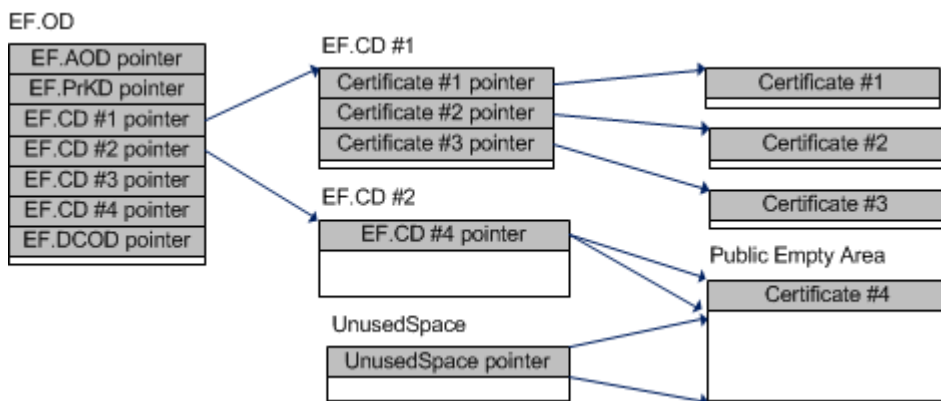 EF.OD
EF.AOD pointer
EF.PrKD pointer
EF.CD #1 pointer
EF.CD #2 pointer
EF.CD #3 pointer
EF.CD #4 pointer
EF.DCOD pointer
EF.CD #1
Certificate #1 pointer
Certificate #2 pointer
Certificate #3 pointer
EF.CD #2
EF.CD #4 pointer
UnusedSpace
UnusedSpace pointer
Certificate #1
Certificate #2
Certificate #3
Public Empty Area
Certificate #4